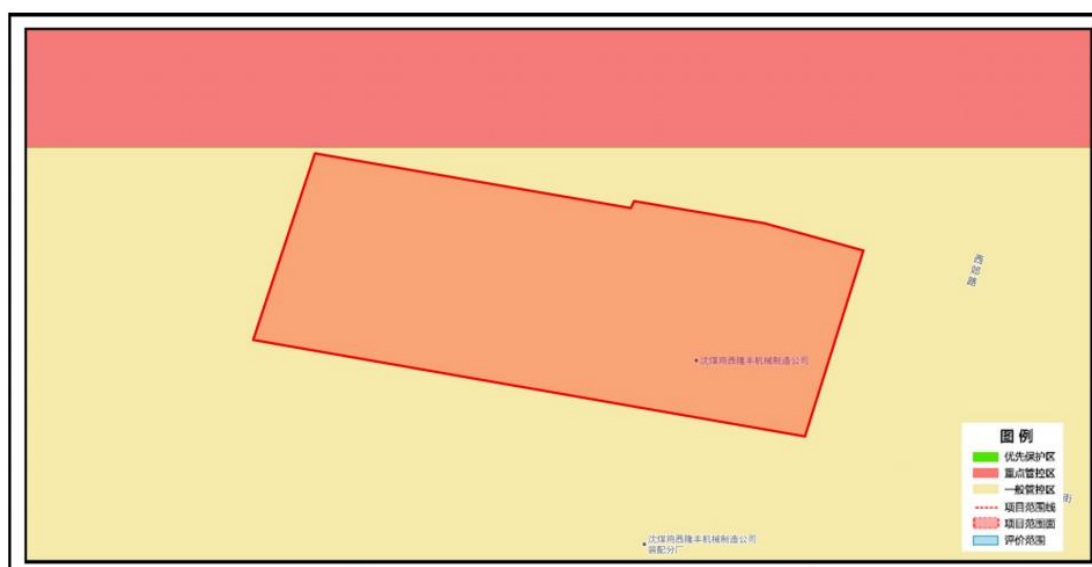 西郊路
沈煤鸡西隆丰机械制造公司
图例
优先保护区
重点管控区
一般管控区
街
项目范围线
项目范围面
评价范围
沈煤鸡西隆丰机械制造公司
装配分厂